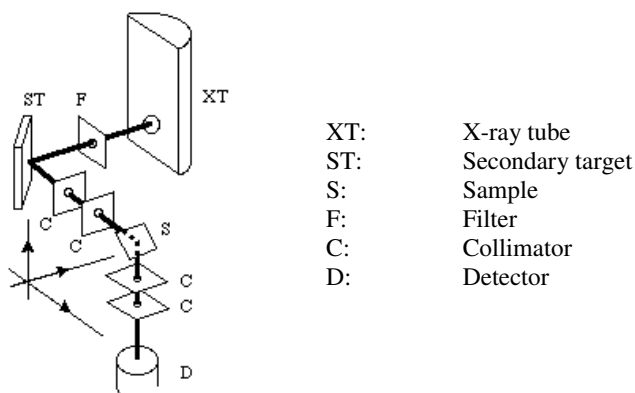 ST F XT
C
C S
C
C
D
XT: X-ray tube
ST: Secondary target
S: Sample
F: Filter
C: Collimator
D: Detector